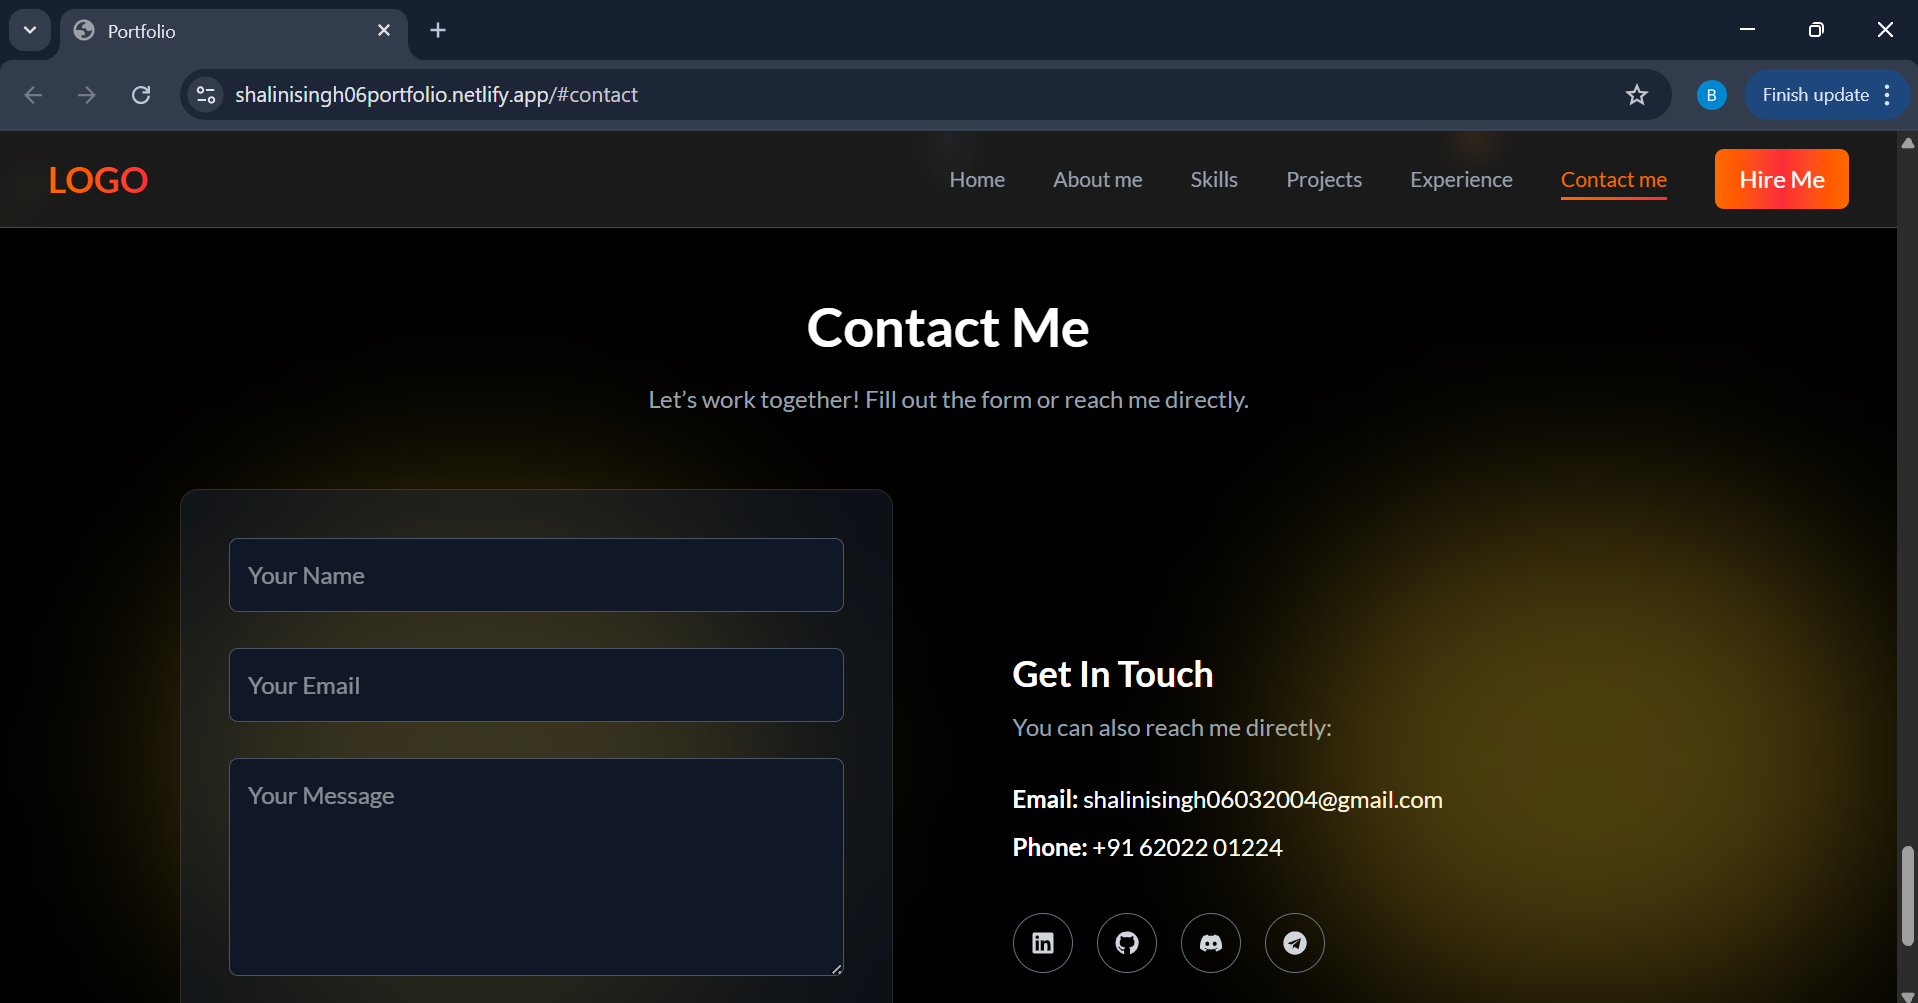 Portfolio
shalinisingh06portfolio.netlify.app/#contact
B
Finish update
LOGO
Home
About me
Skills
Projects
Experience
Contact me
Hire Me
Contact Me
Let’s work together! Fill out the form or reach me directly.
Your Name
Your Email
Your Message
Get In Touch
You can also reach me directly:
Email: shalinisingh06032004@gmail.com
Phone: +91 62022 01224
in